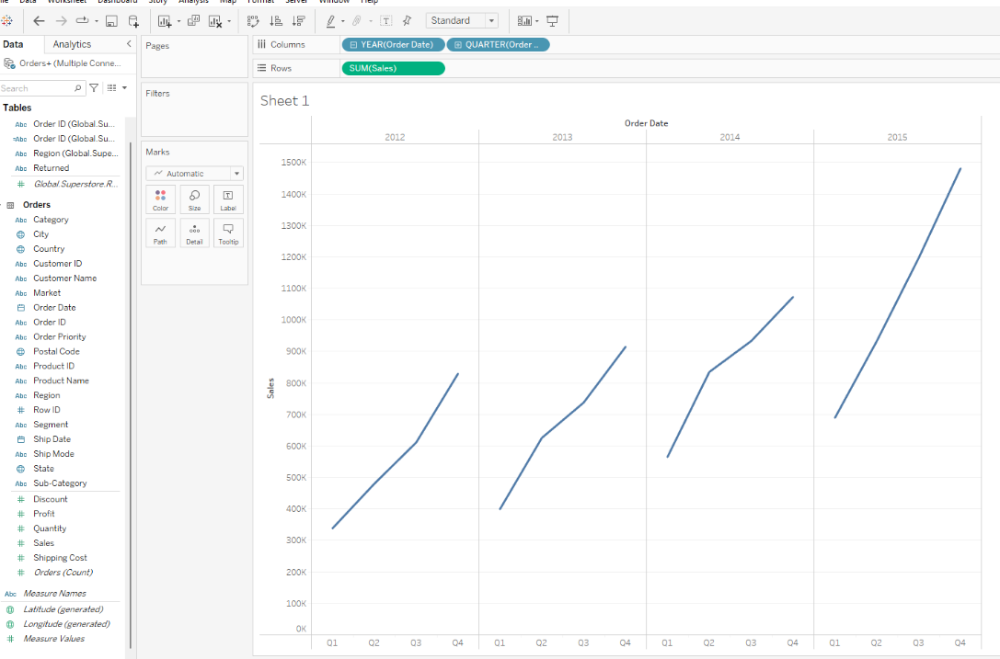 Data Worksheet Dashboard Story Analysis Map Format Server Window Help
Standard
Data Analytics
Orders+ (Multiple Conne...
Search
Tables
Abc Order ID (Global.Su...
=Abc Order ID (Global.Su...
Abc Region (Global.Supe...
Abc Returned
# Global.Superstore.R...
Orders
Abc Category
City
Country
Abc Customer ID
Abc Customer Name
Abc Market
Order Date
Abc Order ID
Abc Order Priority
Postal Code
Abc Product ID
Abc Product Name
Abc Region
# Row ID
Abc Segment
Ship Date
Abc Ship Mode
State
Abc Sub-Category
# Discount
# Profit
# Quantity
# Sales
# Shipping Cost
# Orders (Count)
Abc Measure Names
Latitude (generated)
Longitude (generated)
# Measure Values
Pages
Filters
Marks
Automatic
Color Size Label
Path Detail Tooltip
Columns YEAR(Order Date) QUARTER(Order ..
Rows SUM(Sales)
Sheet 1
Order Date
2012 2013 2014 2015
Sales
1500K
1400K
1300K
1200K
1100K
1000K
900K
800K
700K
600K
500K
400K
300K
200K
100K
0K
Q1 Q2 Q3 Q4 Q1 Q2 Q3 Q4 Q1 Q2 Q3 Q4 Q1 Q2 Q3 Q4